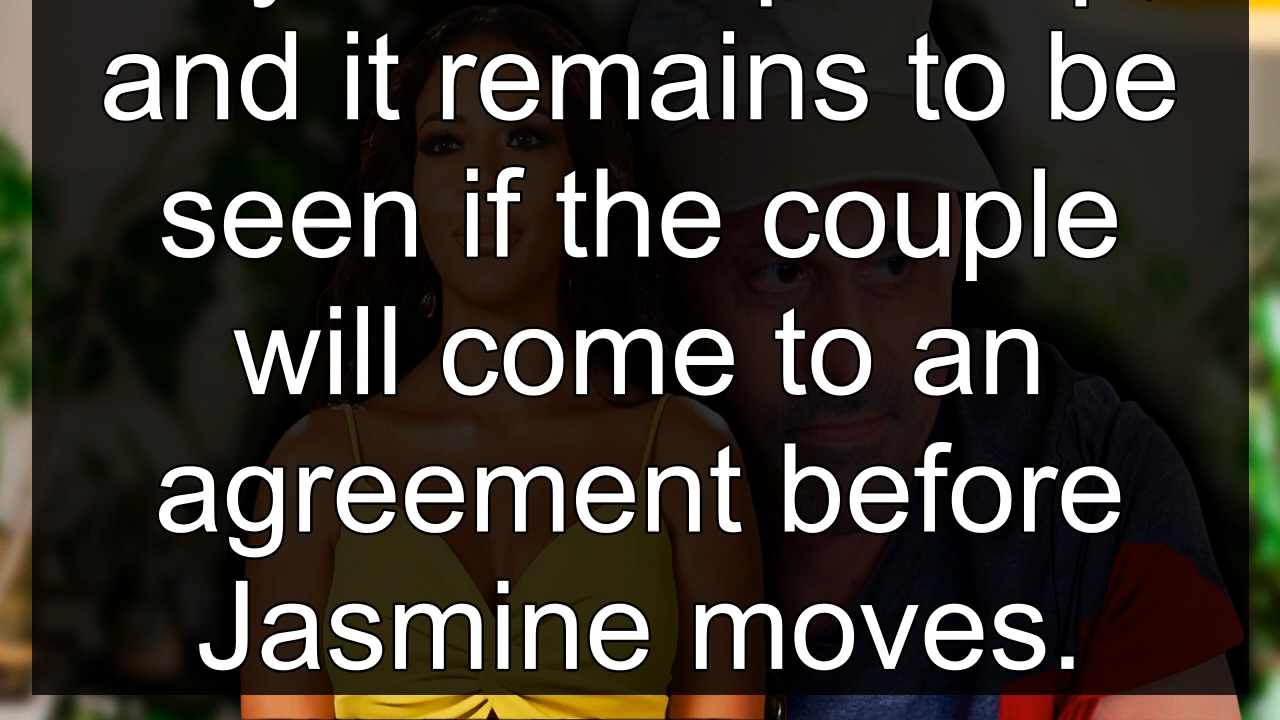 and it remains to be
seen if the couple
will come to an
agreement before
Jasmine moves.